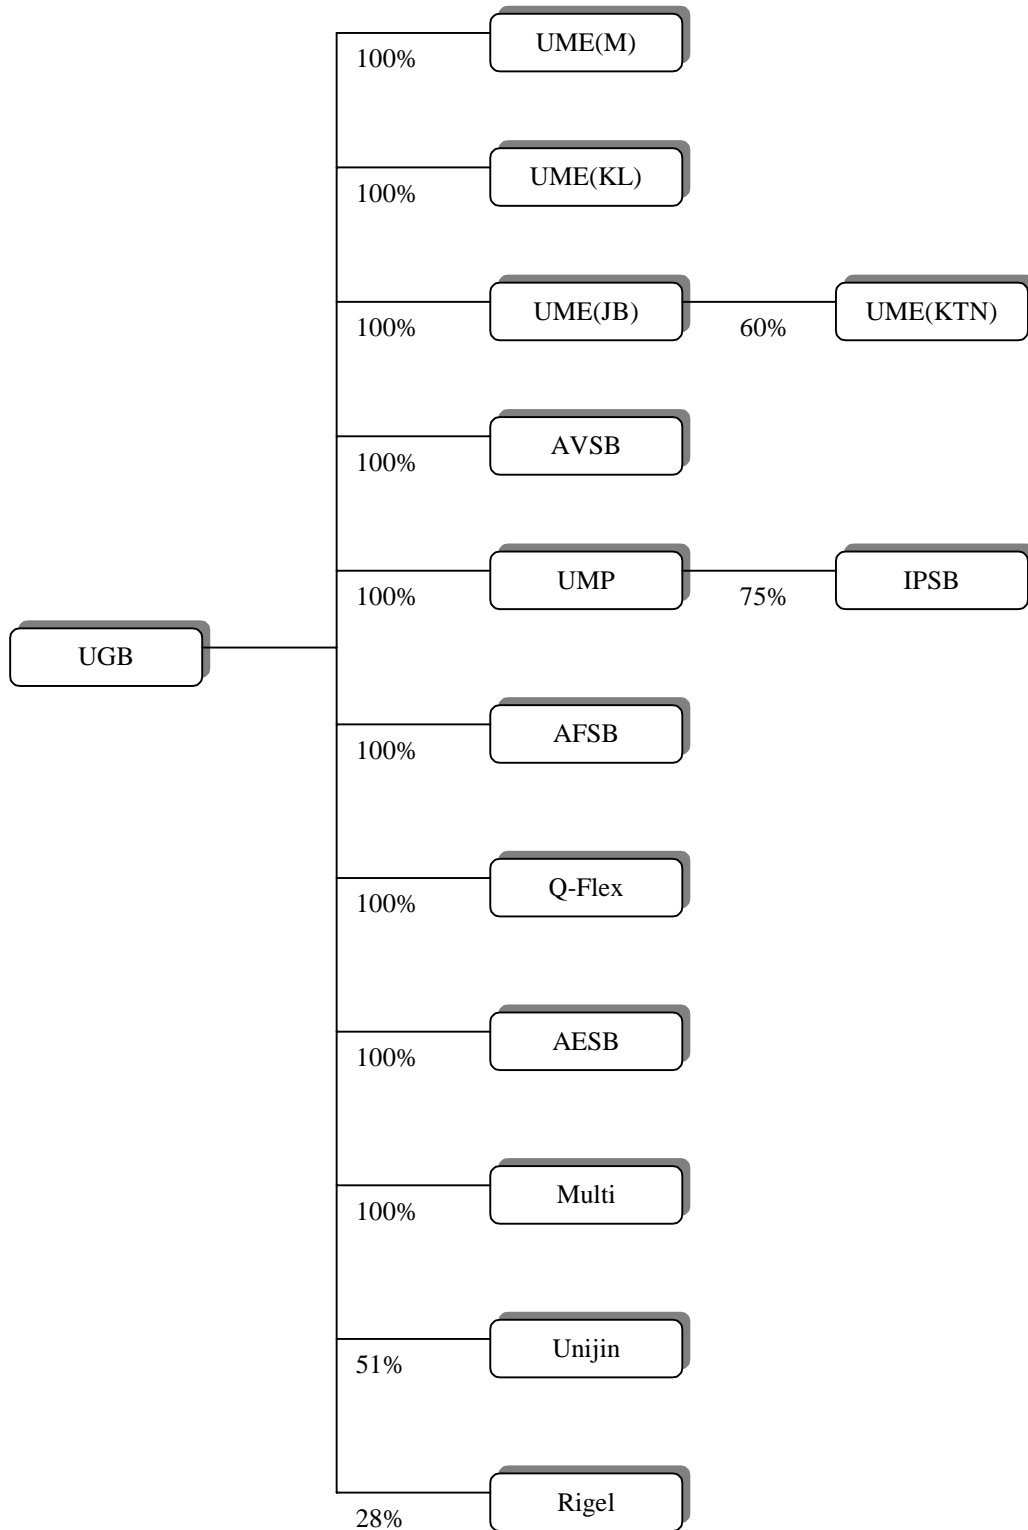 UME(M)
100%
UME(KL)
100%
UME(JB)
UME(KTN)
100%
60%
AVSB
100%
UMP
IPSB
100%
75%
UGB
AFSB
100%
Q-Flex
100%
AESB
100%
Multi
100%
Unijin
51%
Rigel
28%